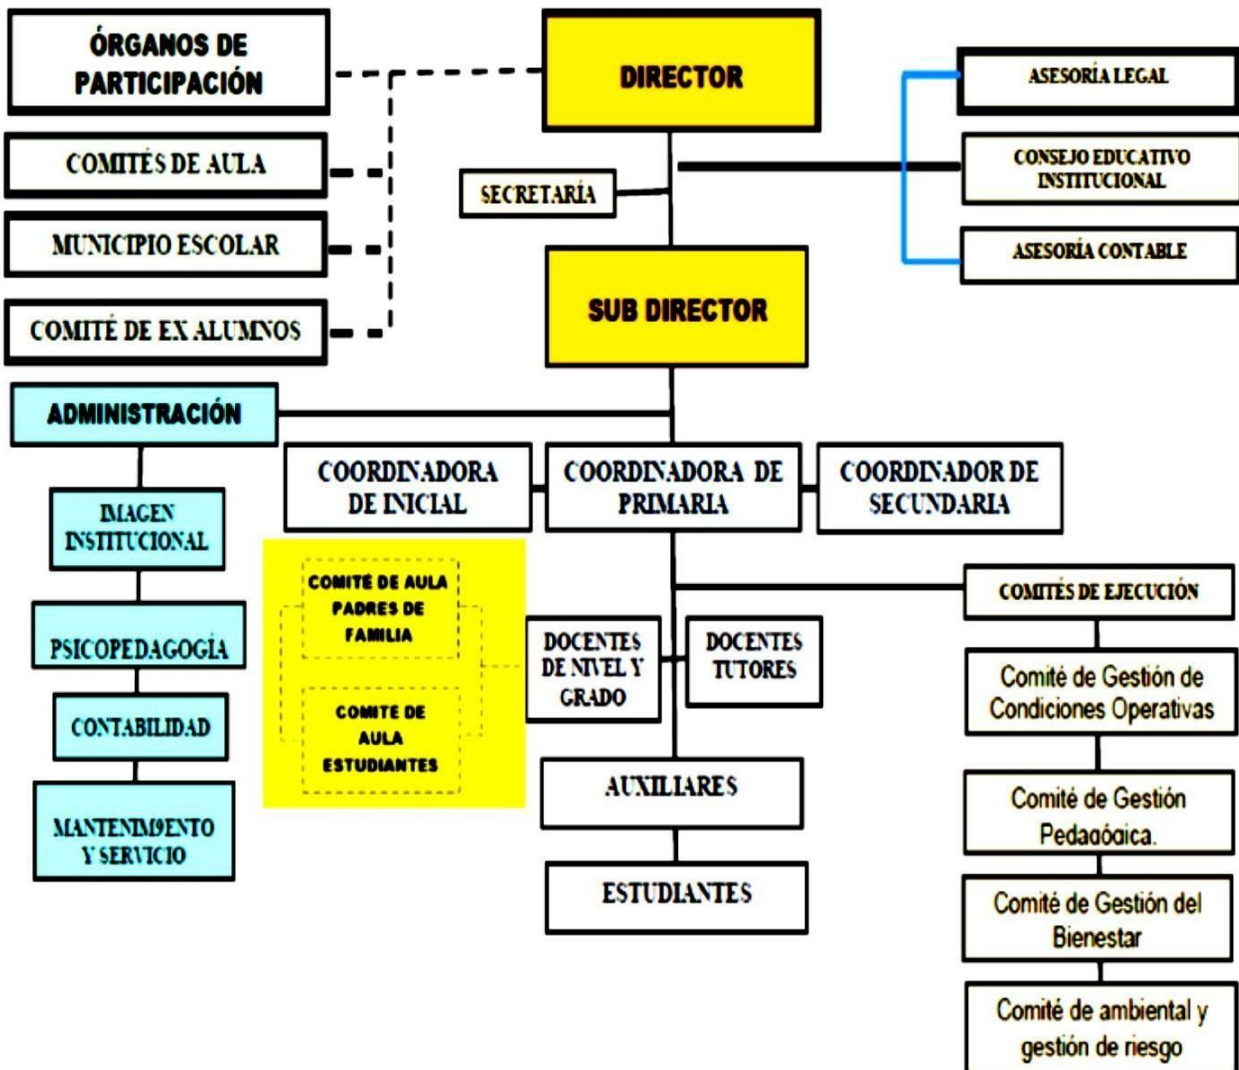 ÓRGANOS DE
PARTICIPACIÓN
DIRECTOR
ASESORÍA LEGAL
COMITÉS DE AULA
CONSEJO EDUCATIVO
INSTITUCIONAL
SECRETARÍA
MUNICIPIO ESCOLAR
ASESORÍA CONTABLE
COMITÉ DE EX ALUMNOS
SUB DIRECTOR
ADMINISTRACIÓN
COORDINADORA
DE INICIAL
COORDINADORA DE
PRIMARIA
COORDINADOR DE
SECUNDARIA
IMAGEN
INSTITUCIONAL
PSICOPEDAGOGÍA
CONTABILIDAD
MANTENIM9ENTO
Y SERVICIO
COMITÉ DE AULA
PADRES DE
FAMILIA
COMITÉ DE
AULA
ESTUDIANTES
DOCENTES
DE NIVEL Y
GRADO
DOCENTES
TUTORES
AUXILIARES
ESTUDIANTES
COMITÉS DE EJECUCIÓN
Comité de Gestión de
Condiciones Operativas
Comité de Gestión
Pedagógica.
Comité de Gestión del
Bienestar
Comité de ambiental y
gestión de riesgo